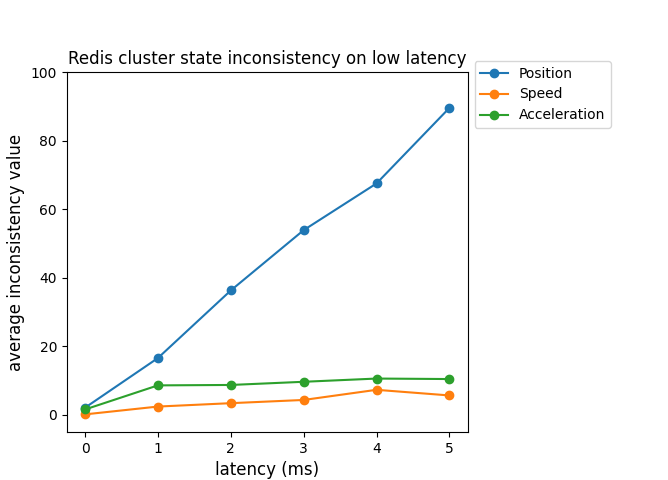 Redis cluster state inconsistency on low latency
Position
Speed
Acceleration
average inconsistency value
100
80
60
40
20
0
0 1 2 3 4 5
latency (ms)